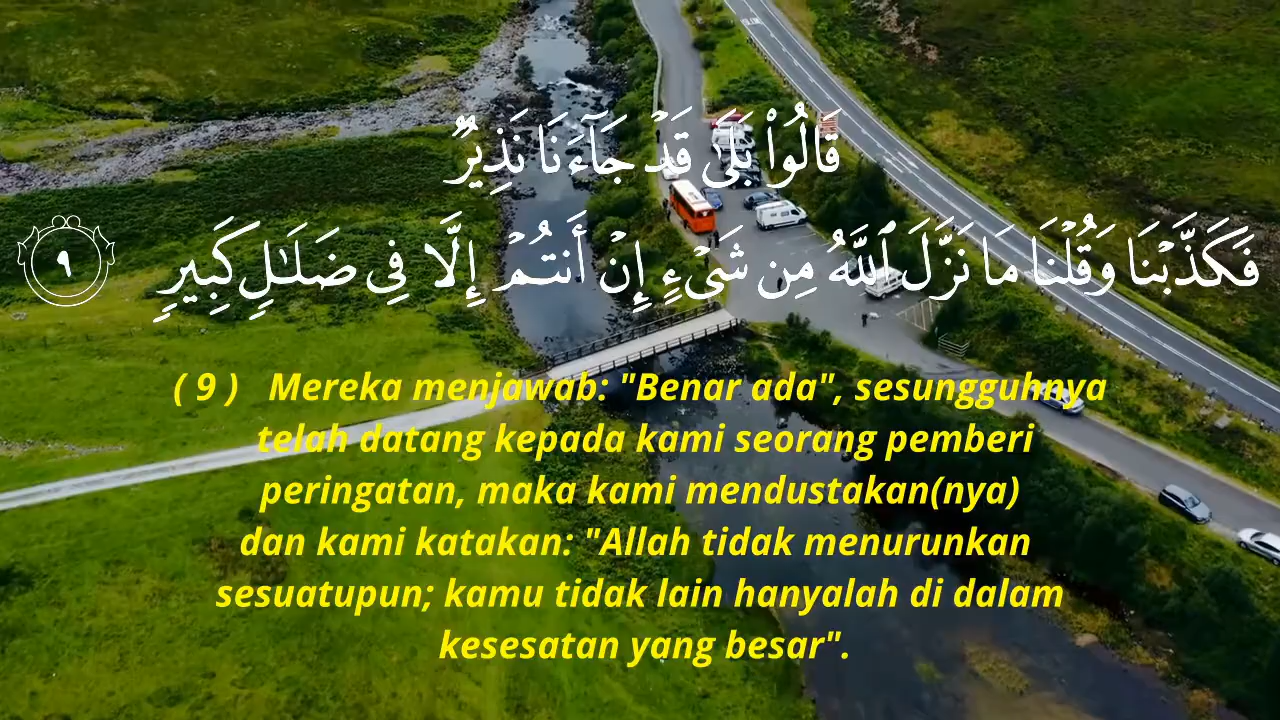 قَالُوا۟ بَلَىٰ قَدْ جَآءَنَا نَذِيرٌ
فَكَذَّبْنَا وَقُلْنَا مَا نَزَّلَ ٱللَّهُ مِن شَىْءٍ إِنْ أَنتُمْ إِلَّا فِى ضَلَـٰلٍ كَبِيرٍ ٩
( 9 ) Mereka menjawab: "Benar ada", sesungguhnya
telah datang kepada kami seorang pemberi
peringatan, maka kami mendustakan(nya)
dan kami katakan: "Allah tidak menurunkan
sesuatupun; kamu tidak lain hanyalah di dalam
kesesatan yang besar".